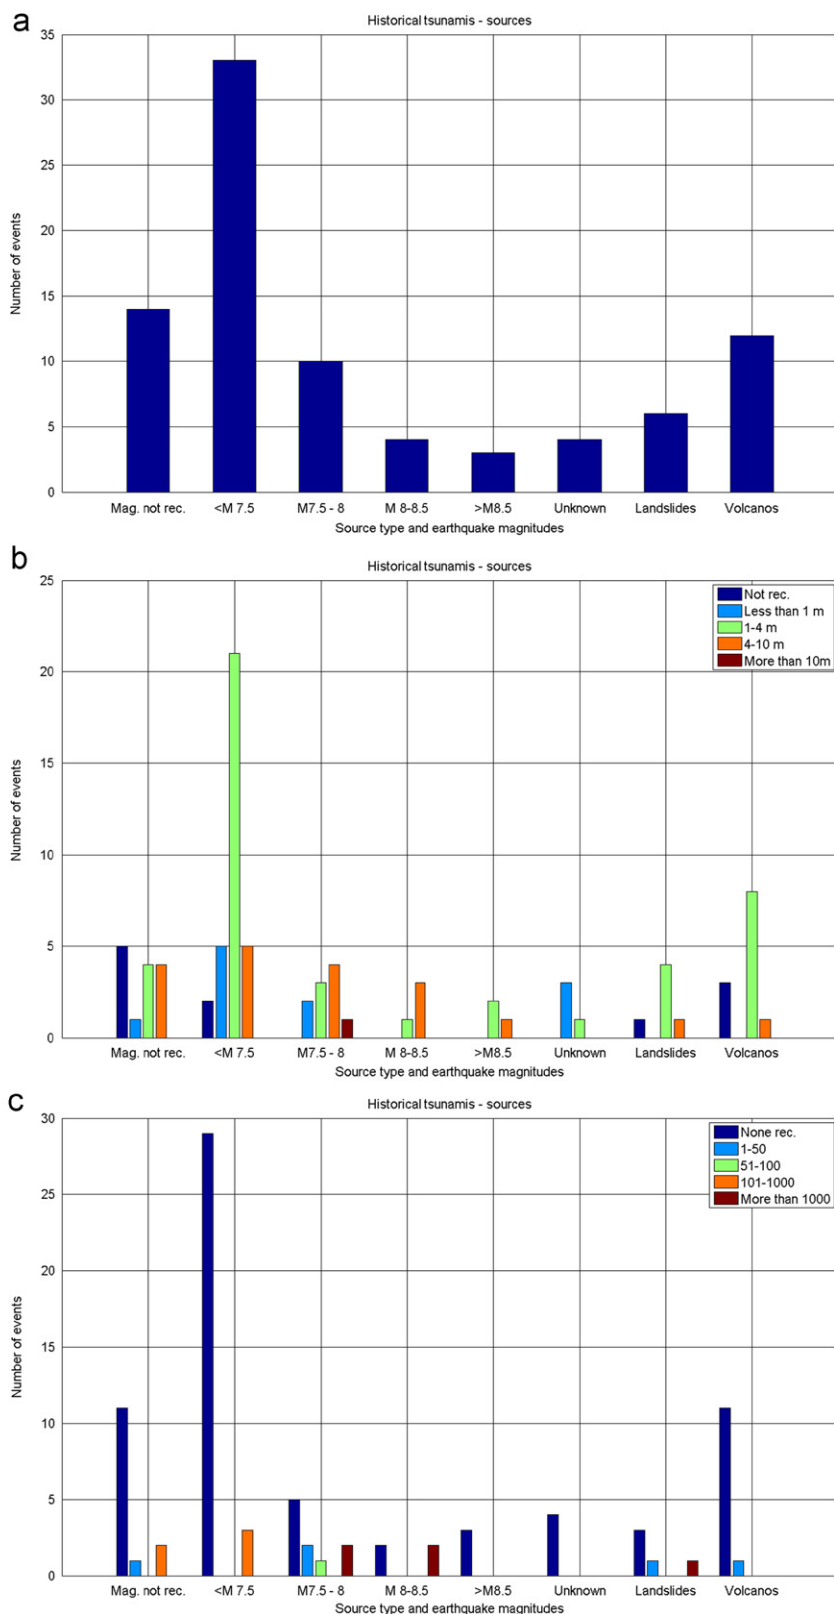 a
Historical tsunamis - sources
35
30
25
20
15
10
5
0
Number of events
Mag. not rec. <M 7.5 M7.5 - 8 M 8-8.5 >M8.5 Unknown Landslides Volcanos
Source type and earthquake magnitudes
b
Historical tsunamis - sources
25
20
15
10
5
0
Number of events
Not rec.
Less than 1 m
1-4 m
4-10 m
More than 10m
Mag. not rec. <M 7.5 M7.5 - 8 M 8-8.5 >M8.5 Unknown Landslides Volcanos
Source type and earthquake magnitudes
c
Historical tsunamis - sources
30
25
20
15
10
5
0
Number of events
None rec.
1-50
51-100
101-1000
More than 1000
Mag. not rec. <M 7.5 M7.5 - 8 M 8-8.5 >M8.5 Unknown Landslides Volcanos
Source type and earthquake magnitudes